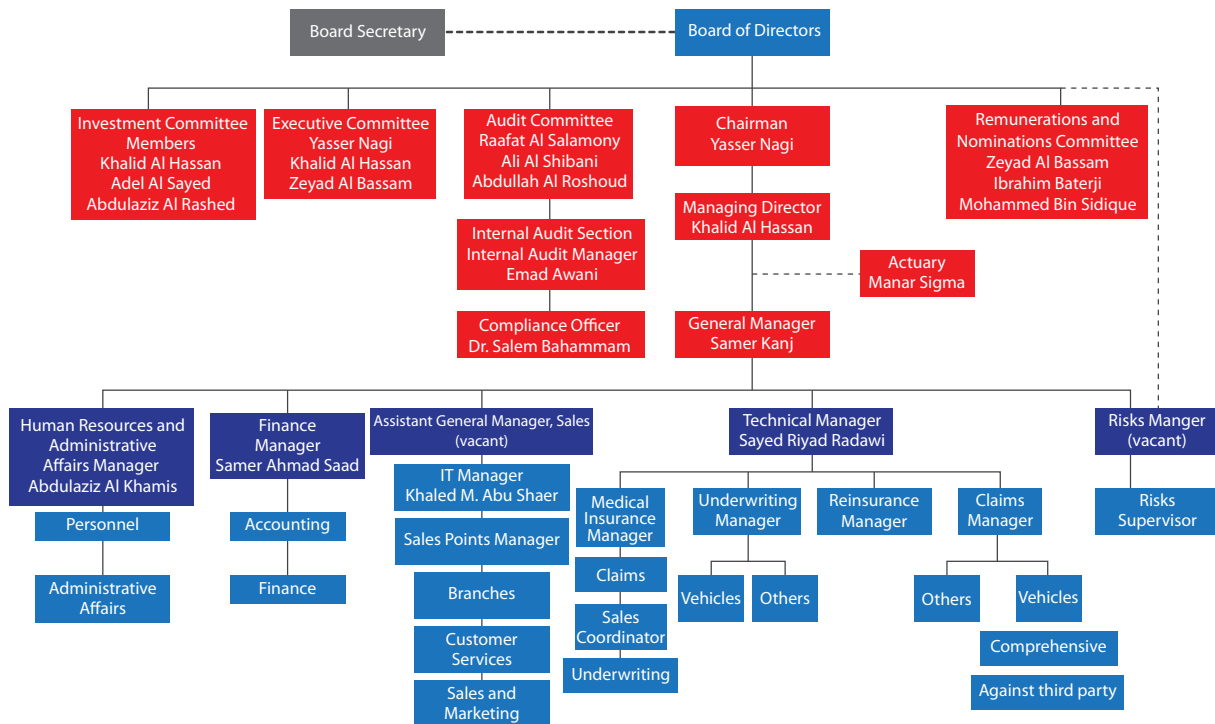 Board Secretary
Board of Directors
Investment Committee
Members
Khalid Al Hassan
Adel Al Sayed
Abdulaziz Al Rashed
Executive Committee
Yasser Nagi
Khalid Al Hassan
Zeyad Al Bassam
Audit Committee
Raafat Al Salamony
Ali Al Shibani
Abdullah Al Roshoud
Chairman
Yasser Nagi
Remunerations and
Nominations Committee
Zeyad Al Bassam
Ibrahim Baterji
Mohammed Bin Sidique
Managing Director
Khalid Al Hassan
Internal Audit Section
Internal Audit Manager
Emad Awani
Actuary
Manar Sigma
Compliance Officer
Dr. Salem Bahammam
General Manager
Samer Kanj
Human Resources and
Administrative
Affairs Manager
Abdulaziz Al Khamis
Finance
Manager
Samer Ahmad Saad
Assistant General Manager, Sales
(vacant)
Technical Manager
Sayed Riyad Radawi
Risks Manger
(vacant)
Personnel
Administrative
Affairs
Accounting
Finance
IT Manager
Khaled M. Abu Shaer
Sales Points Manager
Branches
Customer
Services
Sales and
Marketing
Medical
Insurance
Manager
Claims
Sales
Coordinator
Underwriting
Underwriting
Manager
Vehicles
Others
Reinsurance
Manager
Claims
Manager
Others
Vehicles
Comprehensive
Against third party
Risks
Supervisor